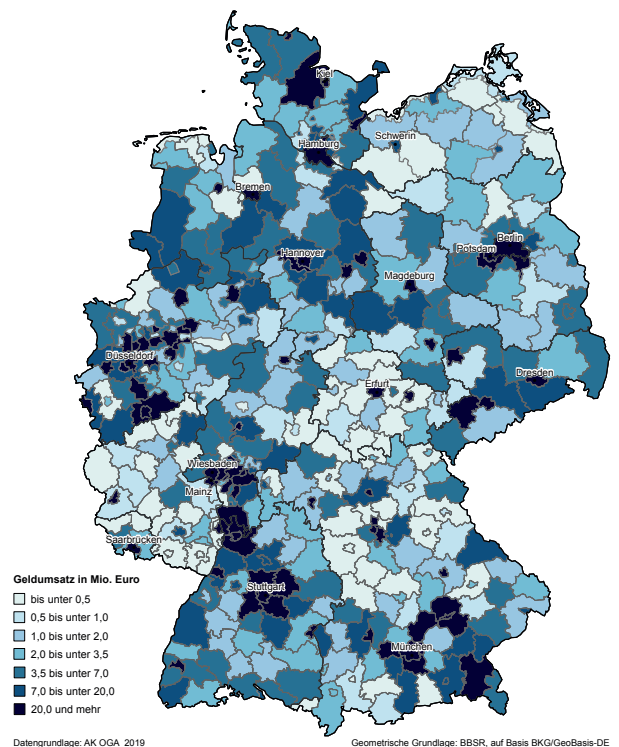 Kiel
Schwerin
Hamburg
Bremen
Berlin
Potsdam
Hannover
Magdeburg
Düsseldorf
Dresden
Erfurt
Wiesbaden
Mainz
Saarbrücken
Stuttgart
München
Geldumsatz in Mio. Euro
bis unter 0,5
0,5 bis unter 1,0
1,0 bis unter 2,0
2,0 bis unter 3,5
3,5 bis unter 7,0
7,0 bis unter 20,0
20,0 und mehr
Datengrundlage: AK OGA 2019
Geometrische Grundlage: BBSR, auf Basis BKG/GeoBasis-DE